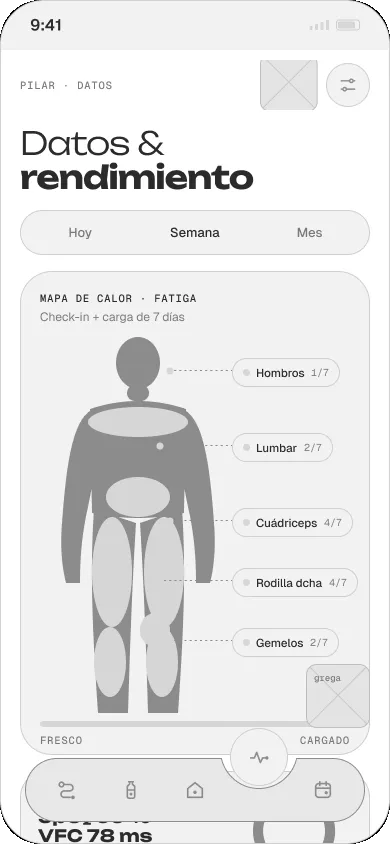 9:41
PILAR · DATOS
Datos &
rendimiento
Hoy Semana Mes
MAPA DE CALOR · FATIGA
Check-in + carga de 7 días
Hombros 1/7
Lumbar 2/7
Cuádriceps 4/7
Rodilla dcha 4/7
Gemelos 2/7
grega
FRESCO CARGADO
VFC 78 ms